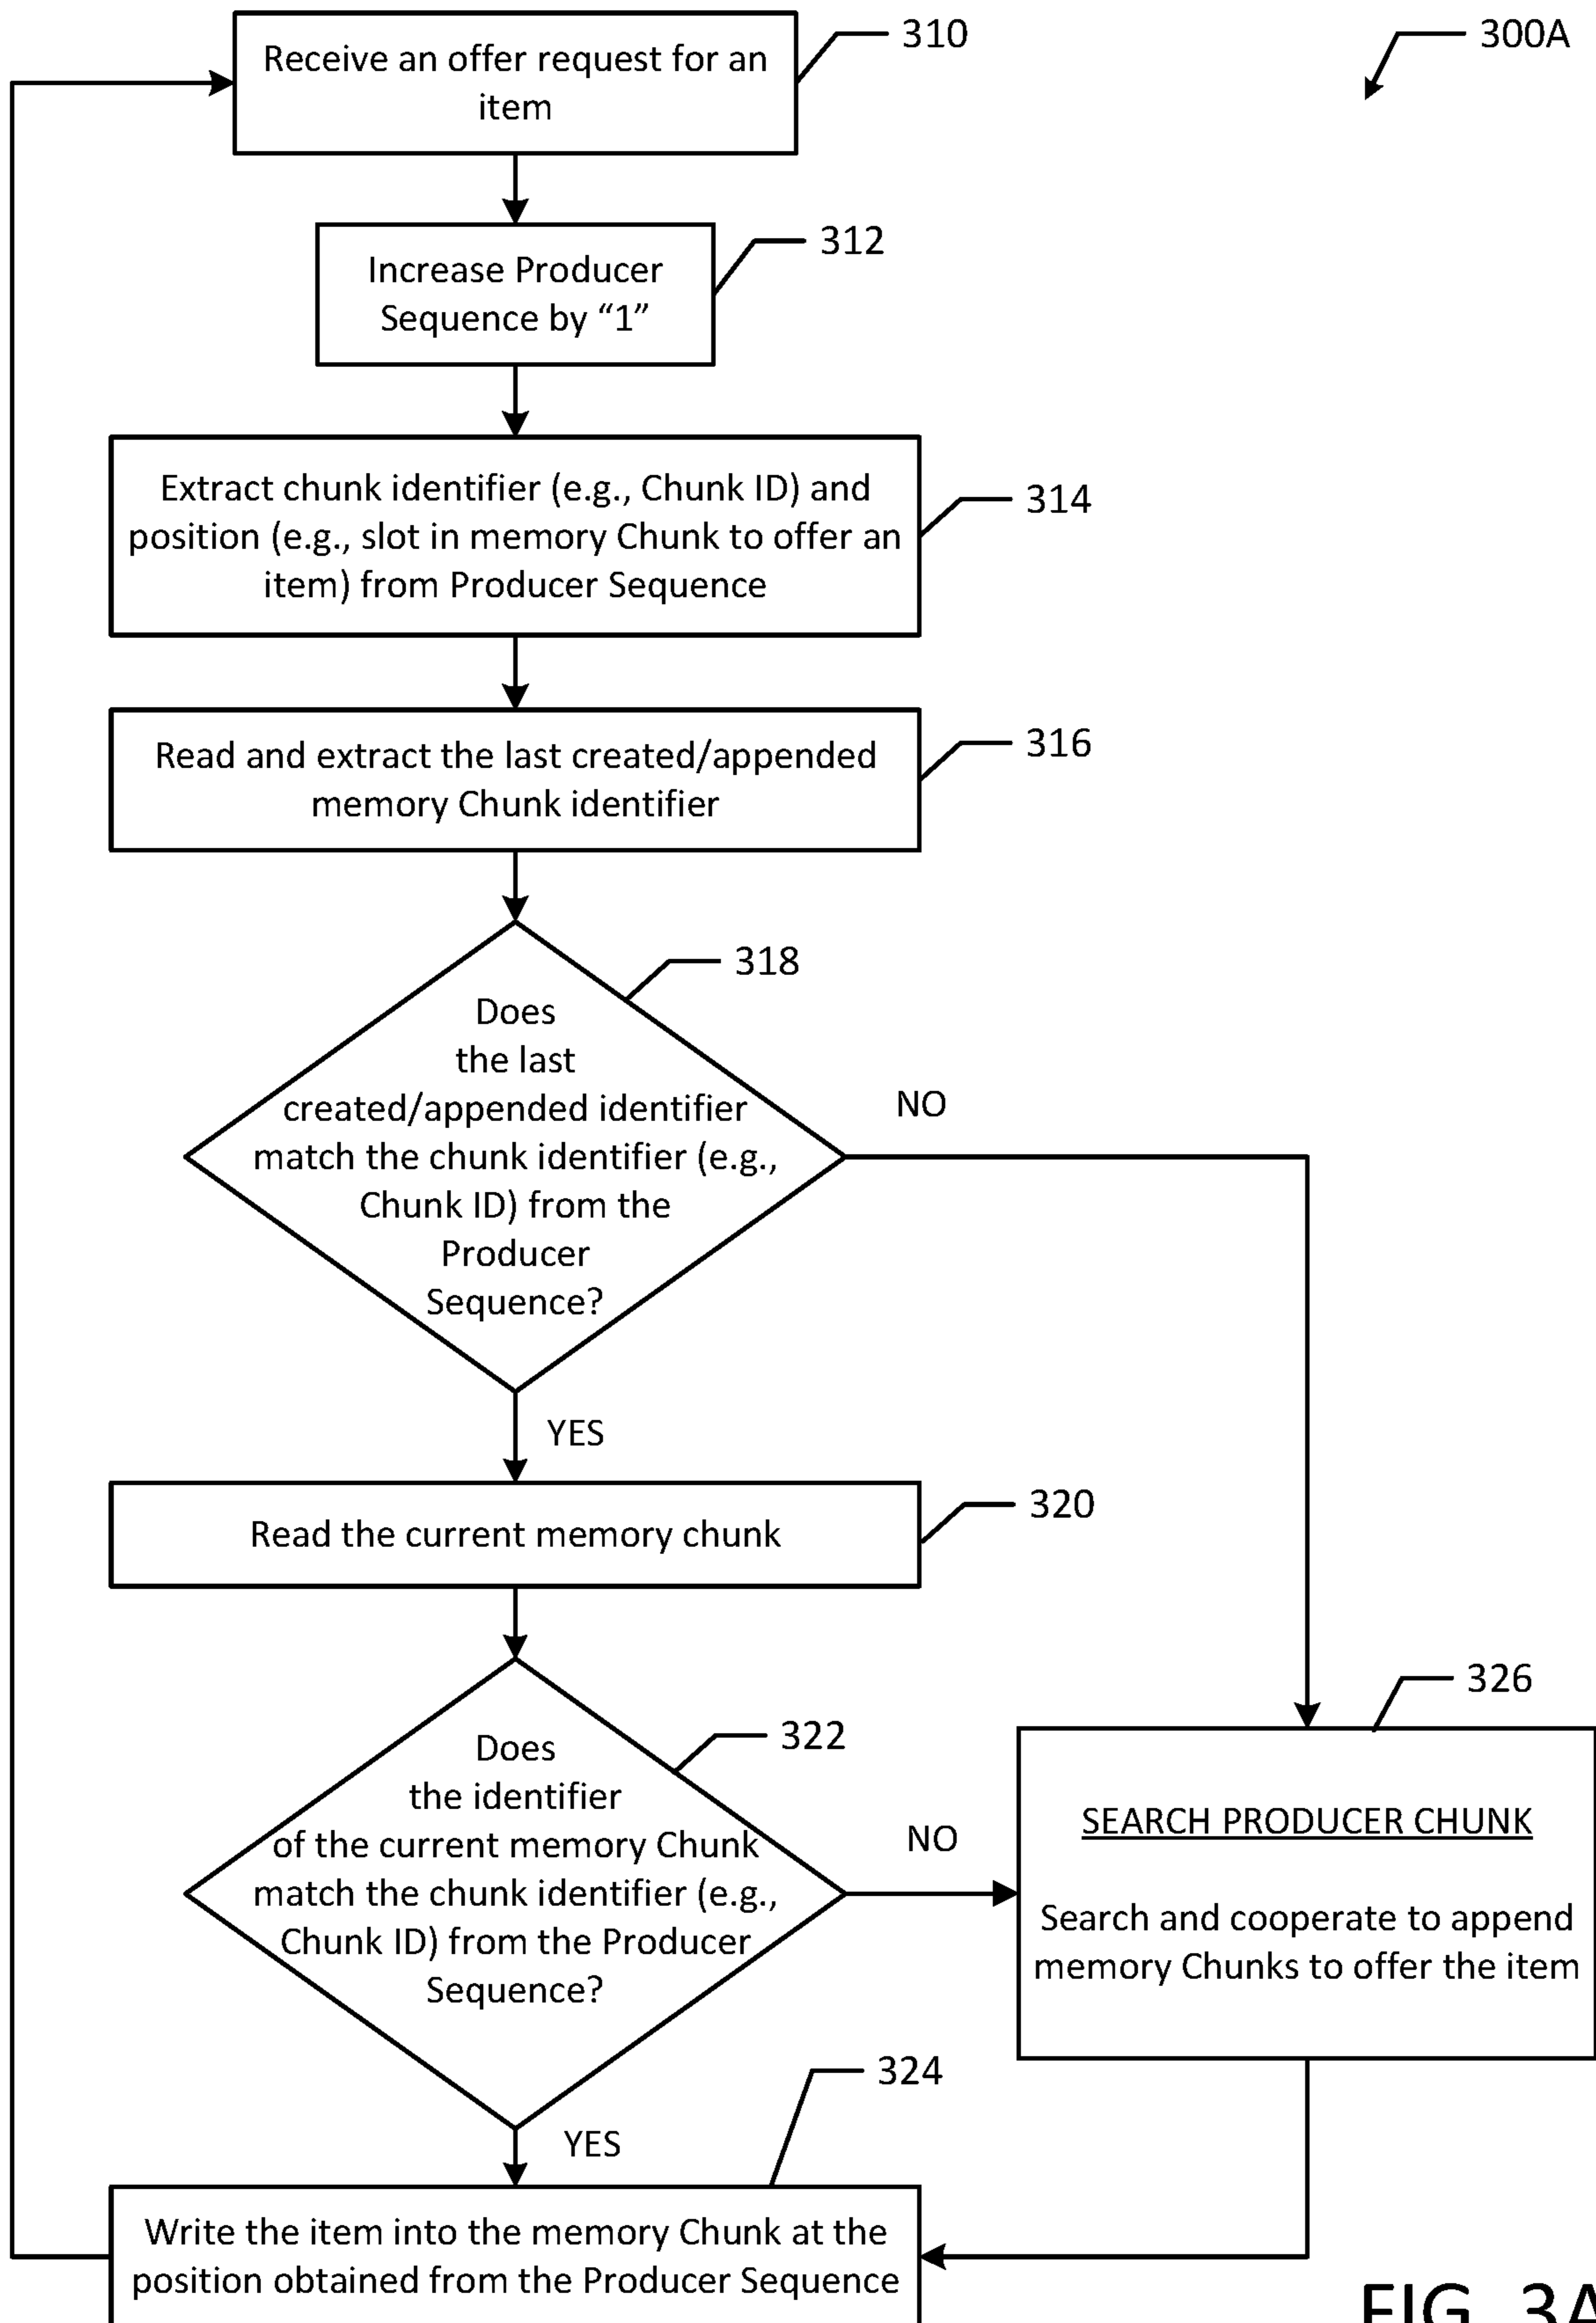 310
300A
Receive an offer request for an
item
312
Increase Producer
Sequence by “1”
314
Extract chunk identifier (e.g., Chunk ID) and
position (e.g., slot in memory Chunk to offer an
item) from Producer Sequence
316
Read and extract the last created/appended
memory Chunk identifier
318
Does
the last
created/appended identifier
match the chunk identifier (e.g.,
Chunk ID) from the
Producer
Sequence?
NO
YES
320
Read the current memory chunk
322
Does
the identifier
of the current memory Chunk
match the chunk identifier (e.g.,
Chunk ID) from the Producer
Sequence?
NO
326
SEARCH PRODUCER CHUNK
Search and cooperate to append
memory Chunks to offer the item
YES
324
Write the item into the memory Chunk at the
position obtained from the Producer Sequence
FIG. 3A